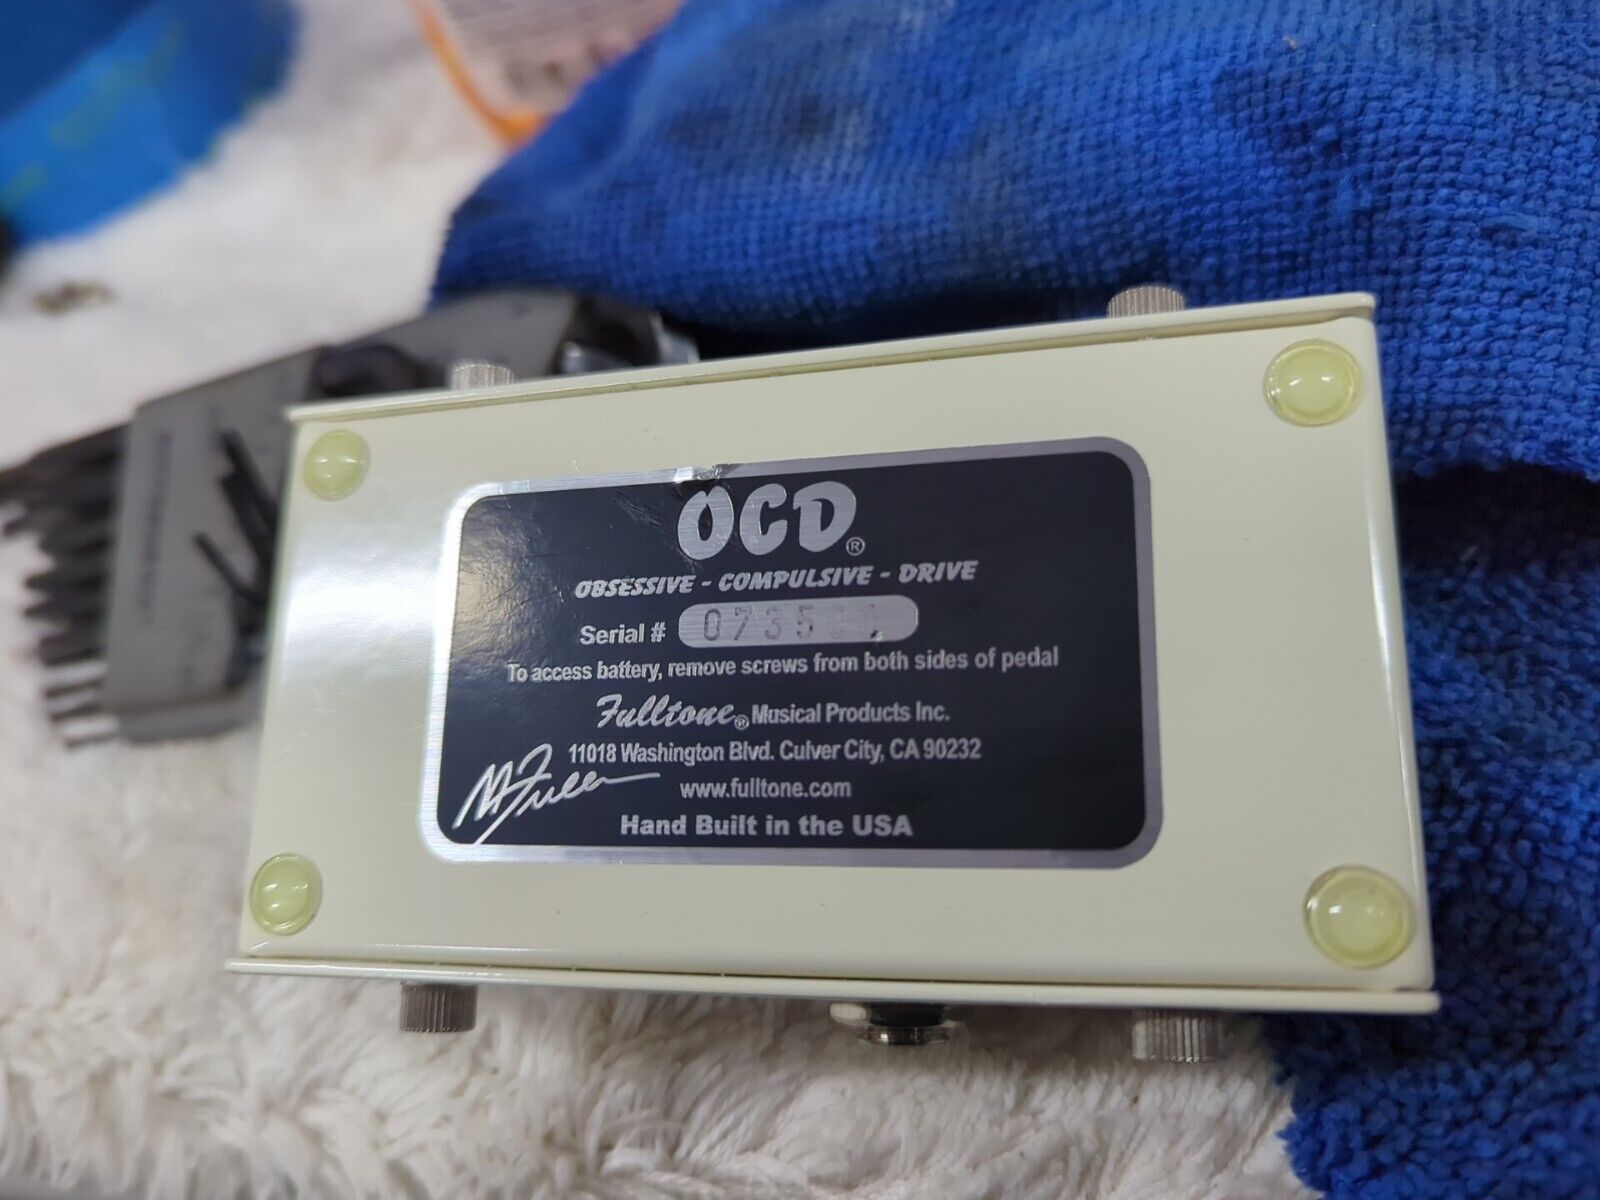 OCD®
OBSESSIVE - COMPULSIVE - DRIVE
Serial #
To access battery, remove screws from both sides of pedal
Fulltone® Musical Products Inc.
11018 Washington Blvd. Culver City, CA 90232
www.fulltone.com
Hand Built in the USA